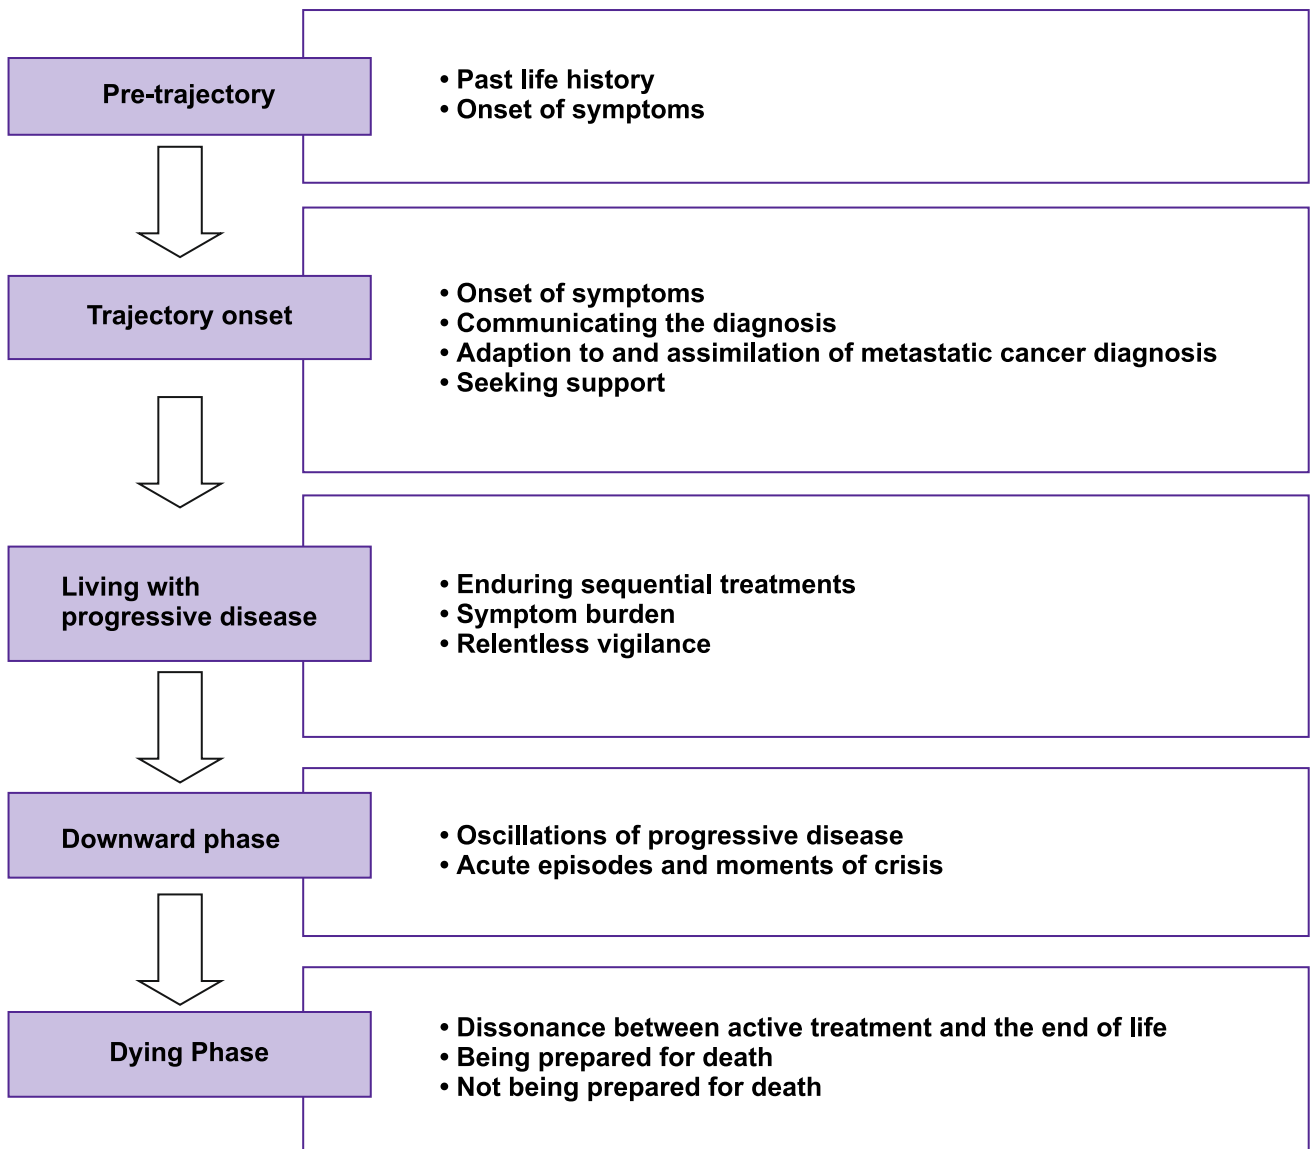 Pre-trajectory
• Past life history
• Onset of symptoms
Trajectory onset
• Onset of symptoms
• Communicating the diagnosis
• Adaption to and assimilation of metastatic cancer diagnosis
• Seeking support
Living with
progressive disease
• Enduring sequential treatments
• Symptom burden
• Relentless vigilance
Downward phase
• Oscillations of progressive disease
• Acute episodes and moments of crisis
Dying Phase
• Dissonance between active treatment and the end of life
• Being prepared for death
• Not being prepared for death